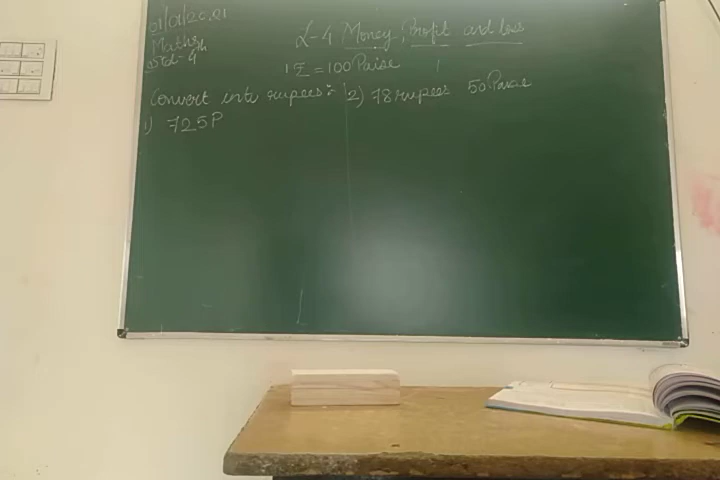 01/01/2021
Maths
Std-4th
L-4 Money, Profit and loss
1 ₹ = 100 Paise
Convert into rupees:-
1) 725P
2) 78 rupees 50 Paise